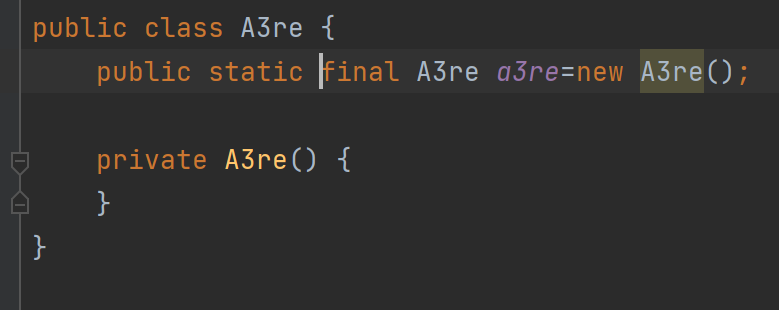 public class A3re {
    public static final A3re a3re=new A3re();
    private A3re() {
    }
}